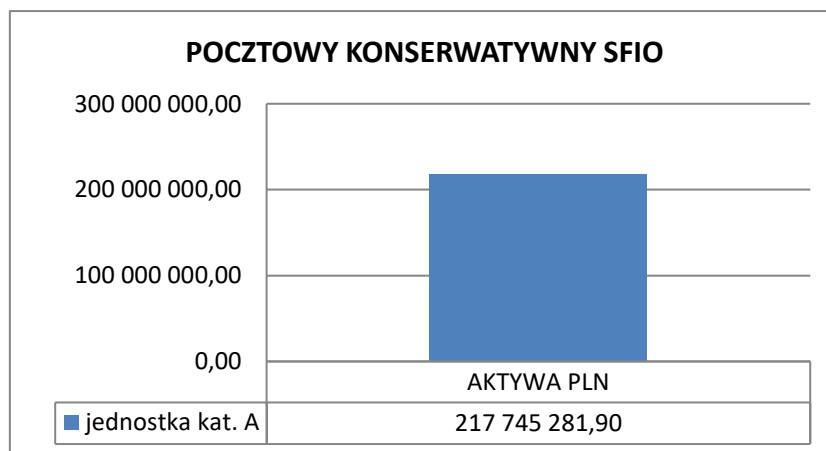 POCZTOWY KONSERWATYWNY SFIO
300 000 000,00
200 000 000,00
100 000 000,00
0,00
AKTYWA PLN
jednostka kat. A 217 745 281,90